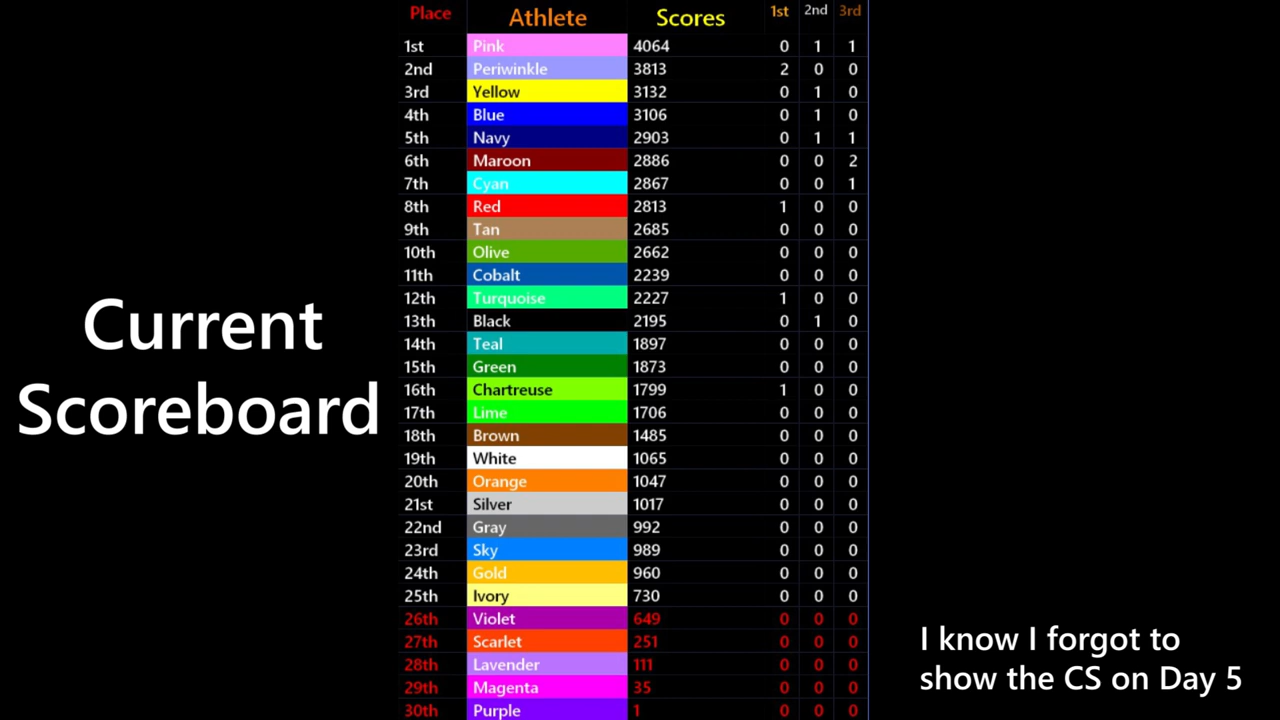 Place Athlete Scores 1st 2nd 3rd
1st Pink 4064 0 1 1
2nd Periwinkle 3813 2 0 0
3rd Yellow 3132 0 1 0
4th Blue 3106 0 1 0
5th Navy 2903 0 1 1
6th Maroon 2886 0 0 2
7th Cyan 2867 0 0 1
8th Red 2813 1 0 0
9th Tan 2685 0 0 0
10th Olive 2662 0 0 0
11th Cobalt 2239 0 0 0
12th Turquoise 2227 1 0 0
13th Black 2195 0 1 0
14th Teal 1897 0 0 0
15th Green 1873 0 0 0
16th Chartreuse 1799 1 0 0
17th Lime 1706 0 0 0
18th Brown 1485 0 0 0
19th White 1065 0 0 0
20th Orange 1047 0 0 0
21st Silver 1017 0 0 0
22nd Gray 992 0 0 0
23rd Sky 989 0 0 0
24th Gold 960 0 0 0
25th Ivory 730 0 0 0
26th Violet 649 0 0 0
27th Scarlet 251 0 0 0
28th Lavender 111 0 0 0
29th Magenta 35 0 0 0
30th Purple 1 0 0 0
Current
Scoreboard
I know I forgot to
show the CS on Day 5